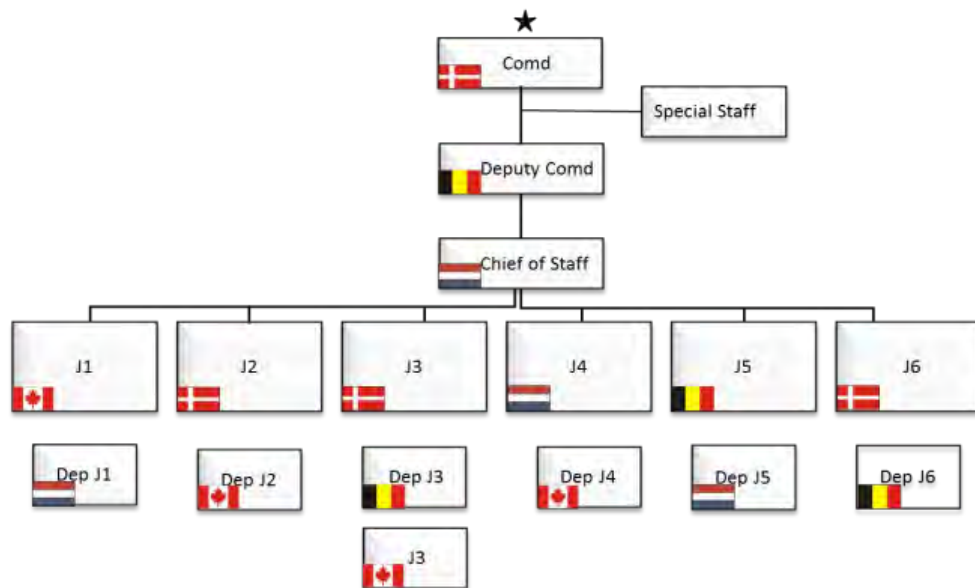 Comd
Special Staff
Deputy Comd
Chief of Staff
J1
J2
J3
J4
J5
J6
Dep J1
Dep J2
Dep J3
Dep J4
Dep J5
Dep J6
J3